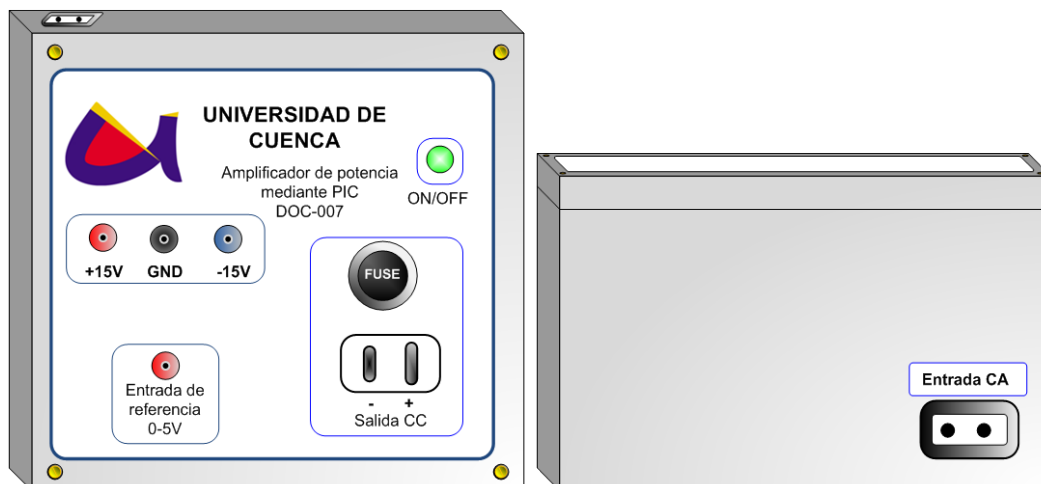 UNIVERSIDAD DE
CUENCA
Amplificador de potencia
mediante PIC
DOC-007
ON/OFF
+15V GND -15V
FUSE
Entrada de
referencia
0-5V
- +
Salida CC
Entrada CA